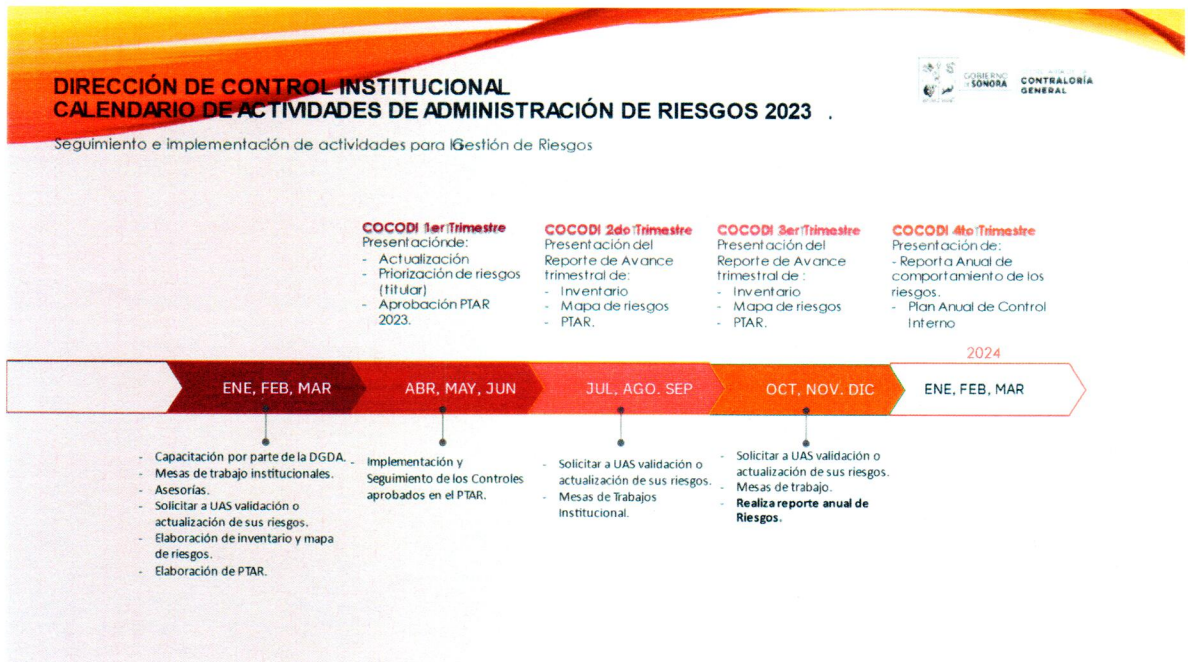 DIRECCIÓN DE CONTROL INSTITUCIONAL
CALENDARIO DE ACTIVIDADES DE ADMINISTRACIÓN DE RIESGOS 2023 .
GOBIERNO
DE SONORA
CONTRALORÍA
GENERAL
Seguimiento e implementación de actividades para la Gestión de Riesgos
COCODI 1er Trimestre
Presentaciónde:
- Actualización
- Priorización de riesgos
(titular)
- Aprobación PTAR
2023.
COCODI 2do Trimestre
Presentación del
Reporte de Avance
trimestral de:
- Inventario
- Mapa de riesgos
- PTAR.
COCODI 3er Trimestre
Presentación del
Reporte de Avance
trimestral de :
- Inventario
- Mapa de riesgos
- PTAR.
COCODI 4to Trimestre
Presentación de:
- Reporta Anual de
comportamiento de los
riesgos.
- Plan Anual de Control
Interno
2024
ENE, FEB, MAR
ABR, MAY, JUN
JUL, AGO. SEP
OCT, NOV. DIC
ENE, FEB, MAR
- Capacitación por parte de la DGDA.
- Mesas de trabajo institucionales.
- Asesorías.
- Solicitar a UAS validación o
actualización de sus riesgos.
- Elaboración de inventario y mapa
de riesgos.
- Elaboración de PTAR.
- Implementación y
Seguimiento de los Controles
aprobados en el PTAR.
- Solicitar a UAS validación o
actualización de sus riesgos.
- Mesas de Trabajos
Institucional.
- Solicitar a UAS validación o
actualización de sus riesgos.
- Mesas de trabajo.
- Realiza reporte anual de
Riesgos.